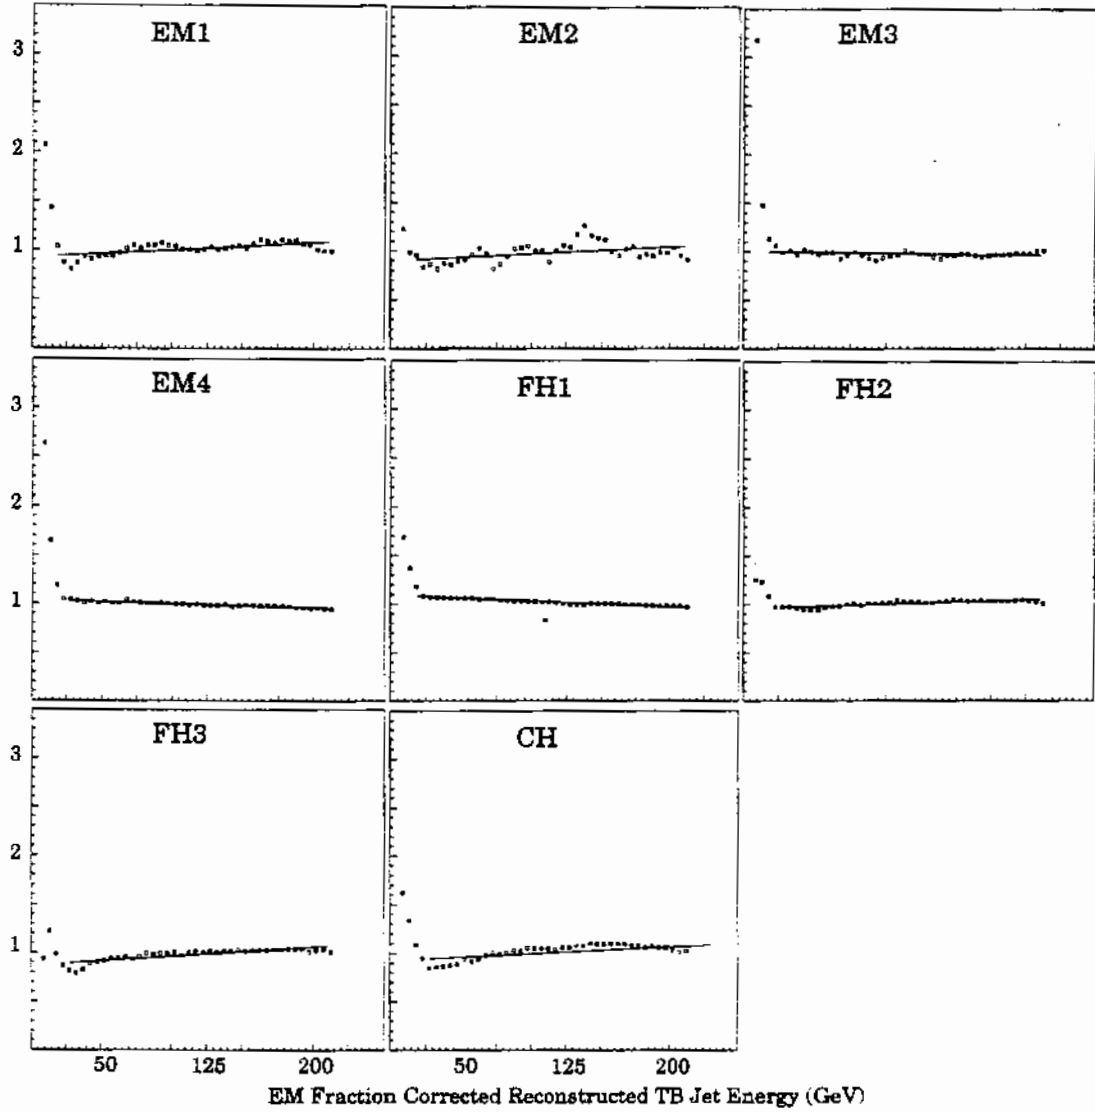 EM1 EM2 EM3
3
2
1
EM4 FH1 FH2
3
2
1
FH3 CH
3
2
1
50 125 200 50 125 200
EM Fraction Corrected Reconstructed TB Jet Energy (GeV)